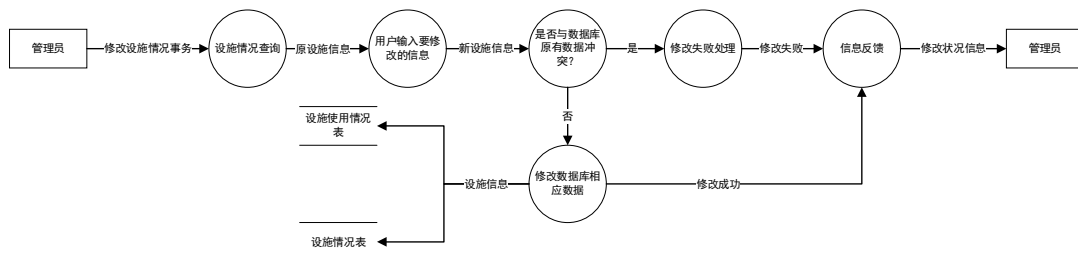 管理员
修改设施情况事务
设施情况查询
原设施信息
用户输入要修
改的信息
新设施信息
是否与数据库
原有数据冲
突？
是
修改失败处理
修改失败
信息反馈
修改状况信息
管理员
否
设施使用情况
表
修改数据库相
应数据
设施信息
修改成功
设施情况表